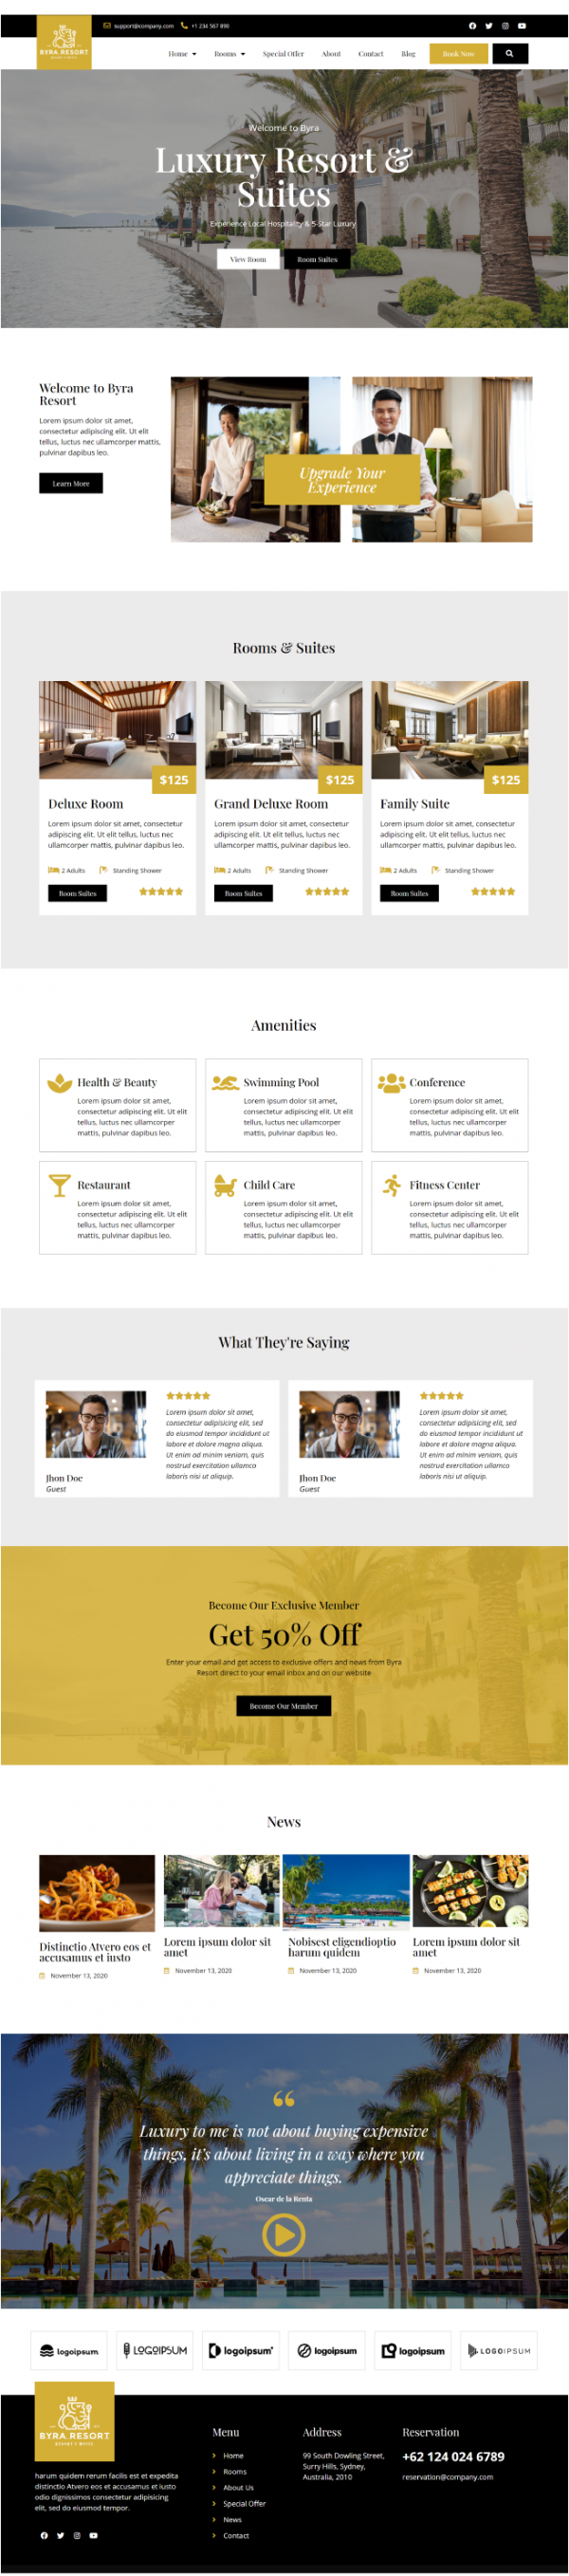 support@company.com +1 234 567 890
BYRA RESORT
Home Rooms Special Offer About Contact Blog Book Now
Welcome to Byra
Luxury Resort &
Suites
Experience Local Hospitality & 5-Star Luxury
View Room Room Suites
Welcome to Byra
Resort
Lorem ipsum dolor sit amet,
consectetur adipiscing elit. Ut elit
tellus, luctus nec ullamcorper mattis,
pulvinar dapibus leo.
Learn More
Upgrade Your
Experience
Rooms & Suites
$125
Deluxe Room
Lorem ipsum dolor sit amet, consectetur
adipiscing elit. Ut elit tellus, luctus nec
ullamcorper mattis, pulvinar dapibus leo.
2 Adults Standing Shower
Room Suites
$125
Grand Deluxe Room
Lorem ipsum dolor sit amet, consectetur
adipiscing elit. Ut elit tellus, luctus nec
ullamcorper mattis, pulvinar dapibus leo.
2 Adults Standing Shower
Room Suites
$125
Family Suite
Lorem ipsum dolor sit amet, consectetur
adipiscing elit. Ut elit tellus, luctus nec
ullamcorper mattis, pulvinar dapibus leo.
2 Adults Standing Shower
Room Suites
Amenities
Health & Beauty
Lorem ipsum dolor sit amet,
consectetur adipiscing elit. Ut elit
tellus, luctus nec ullamcorper
mattis, pulvinar dapibus leo.
Swimming Pool
Lorem ipsum dolor sit amet,
consectetur adipiscing elit. Ut elit
tellus, luctus nec ullamcorper
mattis, pulvinar dapibus leo.
Conference
Lorem ipsum dolor sit amet,
consectetur adipiscing elit. Ut elit
tellus, luctus nec ullamcorper
mattis, pulvinar dapibus leo.
Restaurant
Lorem ipsum dolor sit amet,
consectetur adipiscing elit. Ut elit
tellus, luctus nec ullamcorper
mattis, pulvinar dapibus leo.
Child Care
Lorem ipsum dolor sit amet,
consectetur adipiscing elit. Ut elit
tellus, luctus nec ullamcorper
mattis, pulvinar dapibus leo.
Fitness Center
Lorem ipsum dolor sit amet,
consectetur adipiscing elit. Ut elit
tellus, luctus nec ullamcorper
mattis, pulvinar dapibus leo.
What They're Saying
Lorem ipsum dolor sit amet,
consectetur adipiscing elit, sed
do eiusmod tempor incididunt ut
labore et dolore magna aliqua.
Ut enim ad minim veniam, quis
nostrud exercitation ullamco
laboris nisi ut aliquip.
Jhon Doe
Guest
Lorem ipsum dolor sit amet,
consectetur adipiscing elit, sed
do eiusmod tempor incididunt ut
labore et dolore magna aliqua.
Ut enim ad minim veniam, quis
nostrud exercitation ullamco
laboris nisi ut aliquip.
Jhon Doe
Guest
Become Our Exclusive Member
Get 50% Off
Enter your email and get access to exclusive offers and news from Byra
Resort direct to your email inbox and on our website
Become Our Member
News
Distinctio Atvero eos et
accusamus et iusto
November 13, 2020
Lorem ipsum dolor sit
amet
November 13, 2020
Nobisest eligendioptio
harum quidem
November 13, 2020
Lorem ipsum dolor sit
amet
November 13, 2020
Luxury to me is not about buying expensive
things, it's about living in a way where you
appreciate things.
Oscar de la Renta
logoipsum LOGOIPSUM logoipsum logoipsum logoipsum LOGOIPSUM
BYRA RESORT
harum quidem rerum facilis est et expedita
distinctio Atvero eos et accusamus et iusto
odio dignissimos consectetur adipisicing
elit, sed do eiusmod tempor.
Menu
Home
Rooms
About Us
Special Offer
News
Contact
Address
99 South Dowling Street,
Surry Hills, Sydney,
Australia, 2010
Reservation
+62 124 024 6789
reservation@company.com